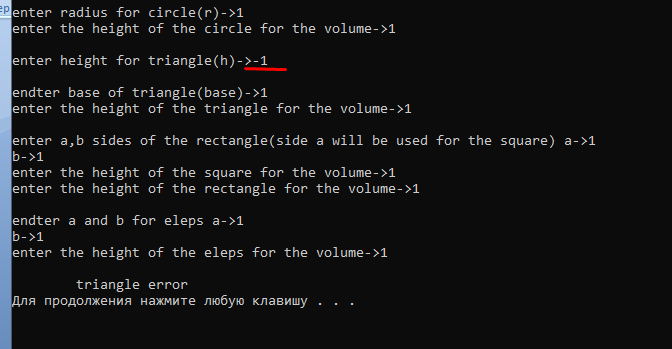 ер
enter radius for circle(r)->1
enter the height of the circle for the volume->1
enter height for triangle(h)->-1
endter base of triangle(base)->1
enter the height of the triangle for the volume->1
enter a,b sides of the rectangle(side a will be used for the square) a->1
b->1
enter the height of the square for the volume->1
enter the height of the rectangle for the volume->1
endter a and b for eleps a->1
b->1
enter the height of the eleps for the volume->1
triangle error
Для продолжения нажмите любую клавишу . . .